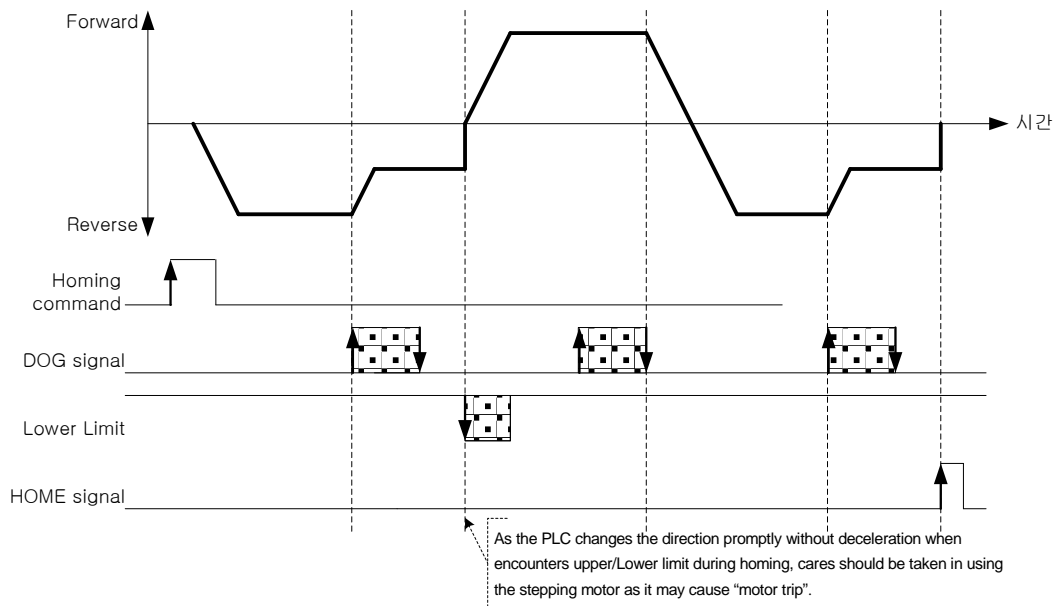 Forward
시간
Reverse
Homing
command
DOG signal
Lower Limit
HOME signal
As the PLC changes the direction promptly without deceleration when
encounters upper/Lower limit during homing, cares should be taken in using
the stepping motor as it may cause “motor trip”.